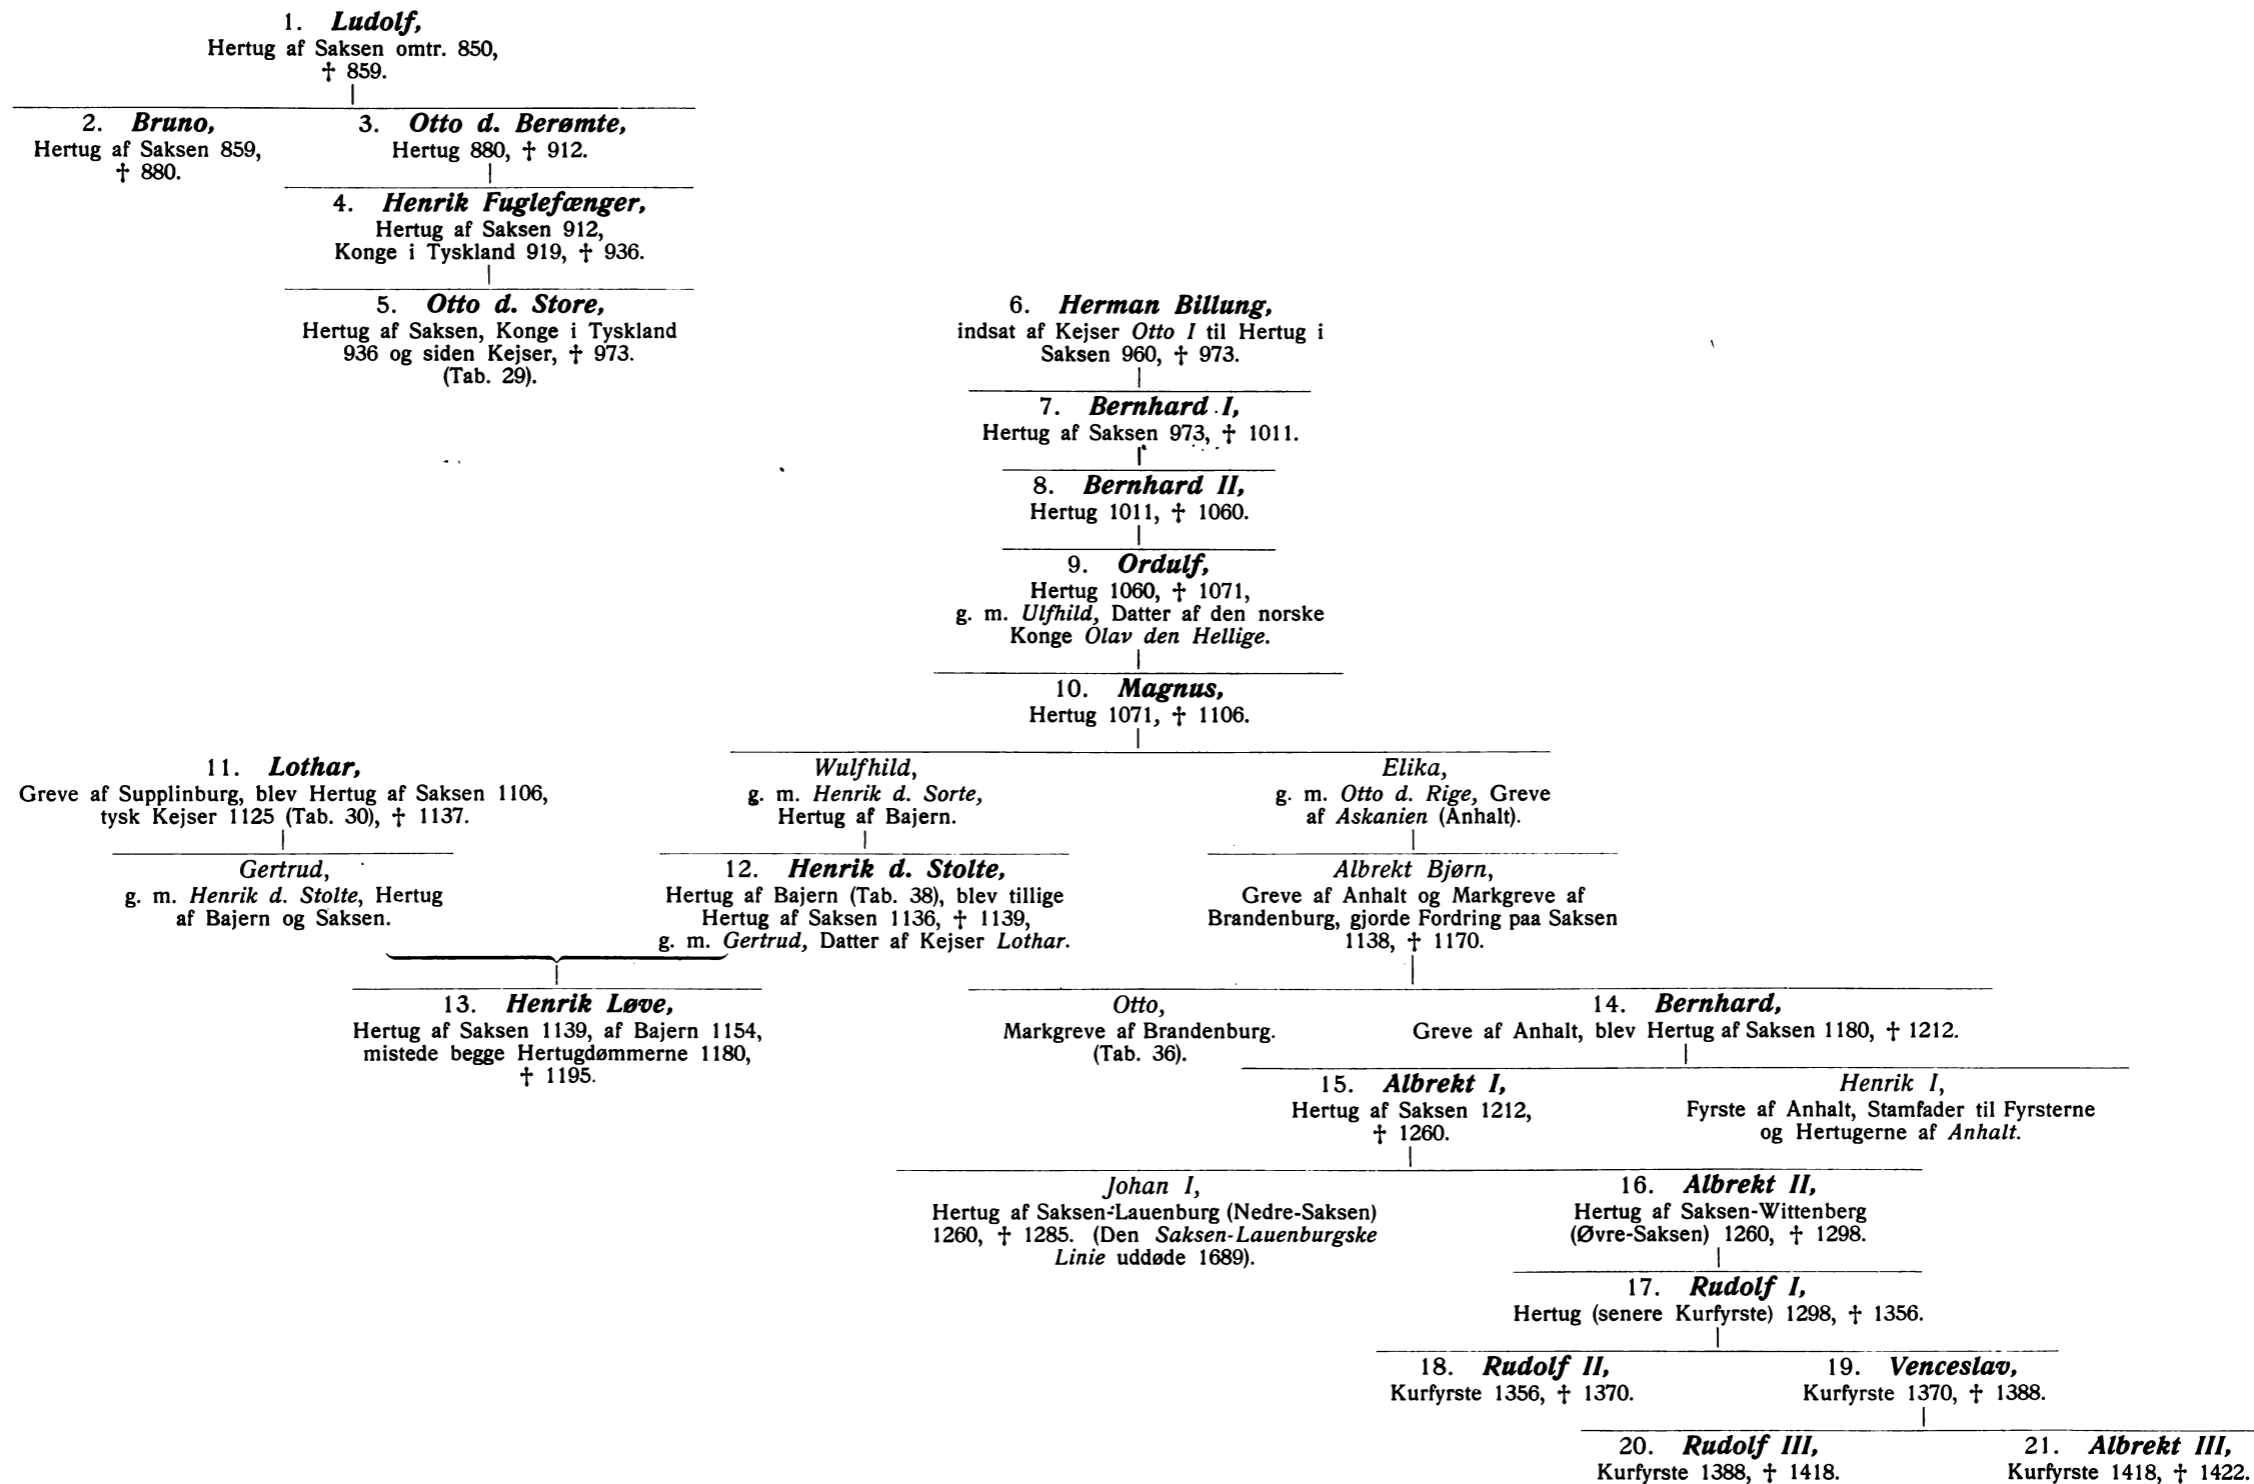 1. Ludolf,
Hertug af Saksen omtr. 850,
† 859.
2. Bruno,
Hertug af Saksen 859,
† 880.
3. Otto d. Berømte,
Hertug 880, † 912.
4. Henrik Fuglefænger,
Hertug af Saksen 912,
Konge i Tyskland 919, † 936.
5. Otto d. Store,
Hertug af Saksen, Konge i Tyskland
936 og siden Kejser, † 973.
(Tab. 29).
6. Herman Billung,
indsat af Kejser Otto I til Hertug i
Saksen 960, † 973.
7. Bernhard I,
Hertug af Saksen 973, † 1011.
8. Bernhard II,
Hertug 1011, † 1060.
9. Ordulf,
Hertug 1060, † 1071,
g. m. Ulfhild, Datter af den norske
Konge Olav den Hellige.
10. Magnus,
Hertug 1071, † 1106.
11. Lothar,
Greve af Supplinburg, blev Hertug af Saksen 1106,
tysk Kejser 1125 (Tab. 30), † 1137.
Wulfhild,
g. m. Henrik d. Sorte,
Hertug af Bajern.
Elika,
g. m. Otto d. Rige, Greve
af Askanien (Anhalt).
Gertrud,
g. m. Henrik d. Stolte, Hertug
af Bajern og Saksen.
12. Henrik d. Stolte,
Hertug af Bajern (Tab. 38), blev tillige
Hertug af Saksen 1136, † 1139,
g. m. Gertrud, Datter af Kejser Lothar.
Albrekt Bjørn,
Greve af Anhalt og Markgreve af
Brandenburg, gjorde Fordring paa Saksen
1138, † 1170.
13. Henrik Løve,
Hertug af Saksen 1139, af Bajern 1154,
mistede begge Hertugdømmerne 1180,
† 1195.
Otto,
Markgreve af Brandenburg.
(Tab. 36).
14. Bernhard,
Greve af Anhalt, blev Hertug af Saksen 1180, † 1212.
15. Albrekt I,
Hertug af Saksen 1212,
† 1260.
Henrik I,
Fyrste af Anhalt, Stamfader til Fyrsterne
og Hertugerne af Anhalt.
Johan I,
Hertug af Saksen-Lauenburg (Nedre-Saksen)
1260, † 1285. (Den Saksen-Lauenburgske
Linie uddøde 1689).
16. Albrekt II,
Hertug af Saksen-Wittenberg
(Øvre-Saksen) 1260, † 1298.
17. Rudolf I,
Hertug (senere Kurfyrste) 1298, † 1356.
18. Rudolf II,
Kurfyrste 1356, † 1370.
19. Venceslav,
Kurfyrste 1370, † 1388.
20. Rudolf III,
Kurfyrste 1388, † 1418.
21. Albrekt III,
Kurfyrste 1418, † 1422.